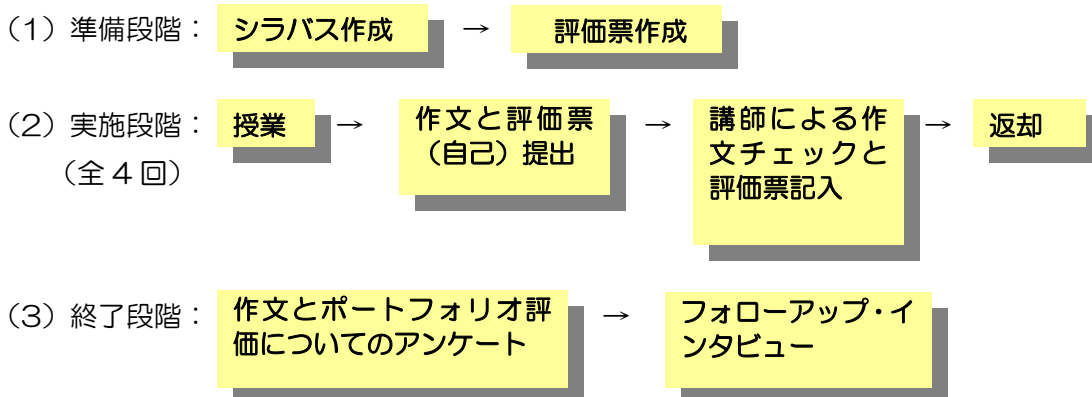 (1)準備段階: シラバス作成 → 評価票作成
(2)実施段階: 授業 → 作文と評価票 → 講師による作 → 返却
(全4回) (自己)提出 文チェックと
評価票記入
(3)終了段階: 作文とポートフォリオ評 → フォローアップ・イ
価についてのアンケート ンタビュー